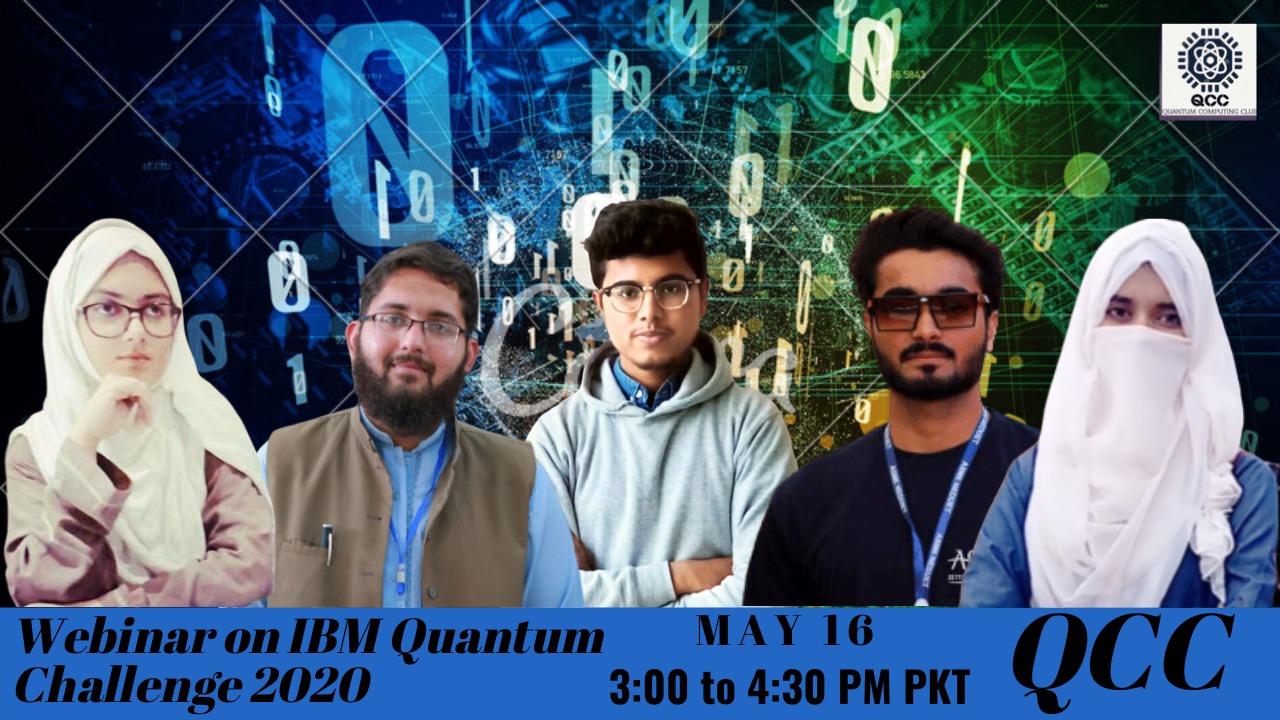 QCC
QUANTUM COMPUTING CLUB
Webinar on IBM Quantum
Challenge 2020
MAY 16
3:00 to 4:30 PM PKT
QCC